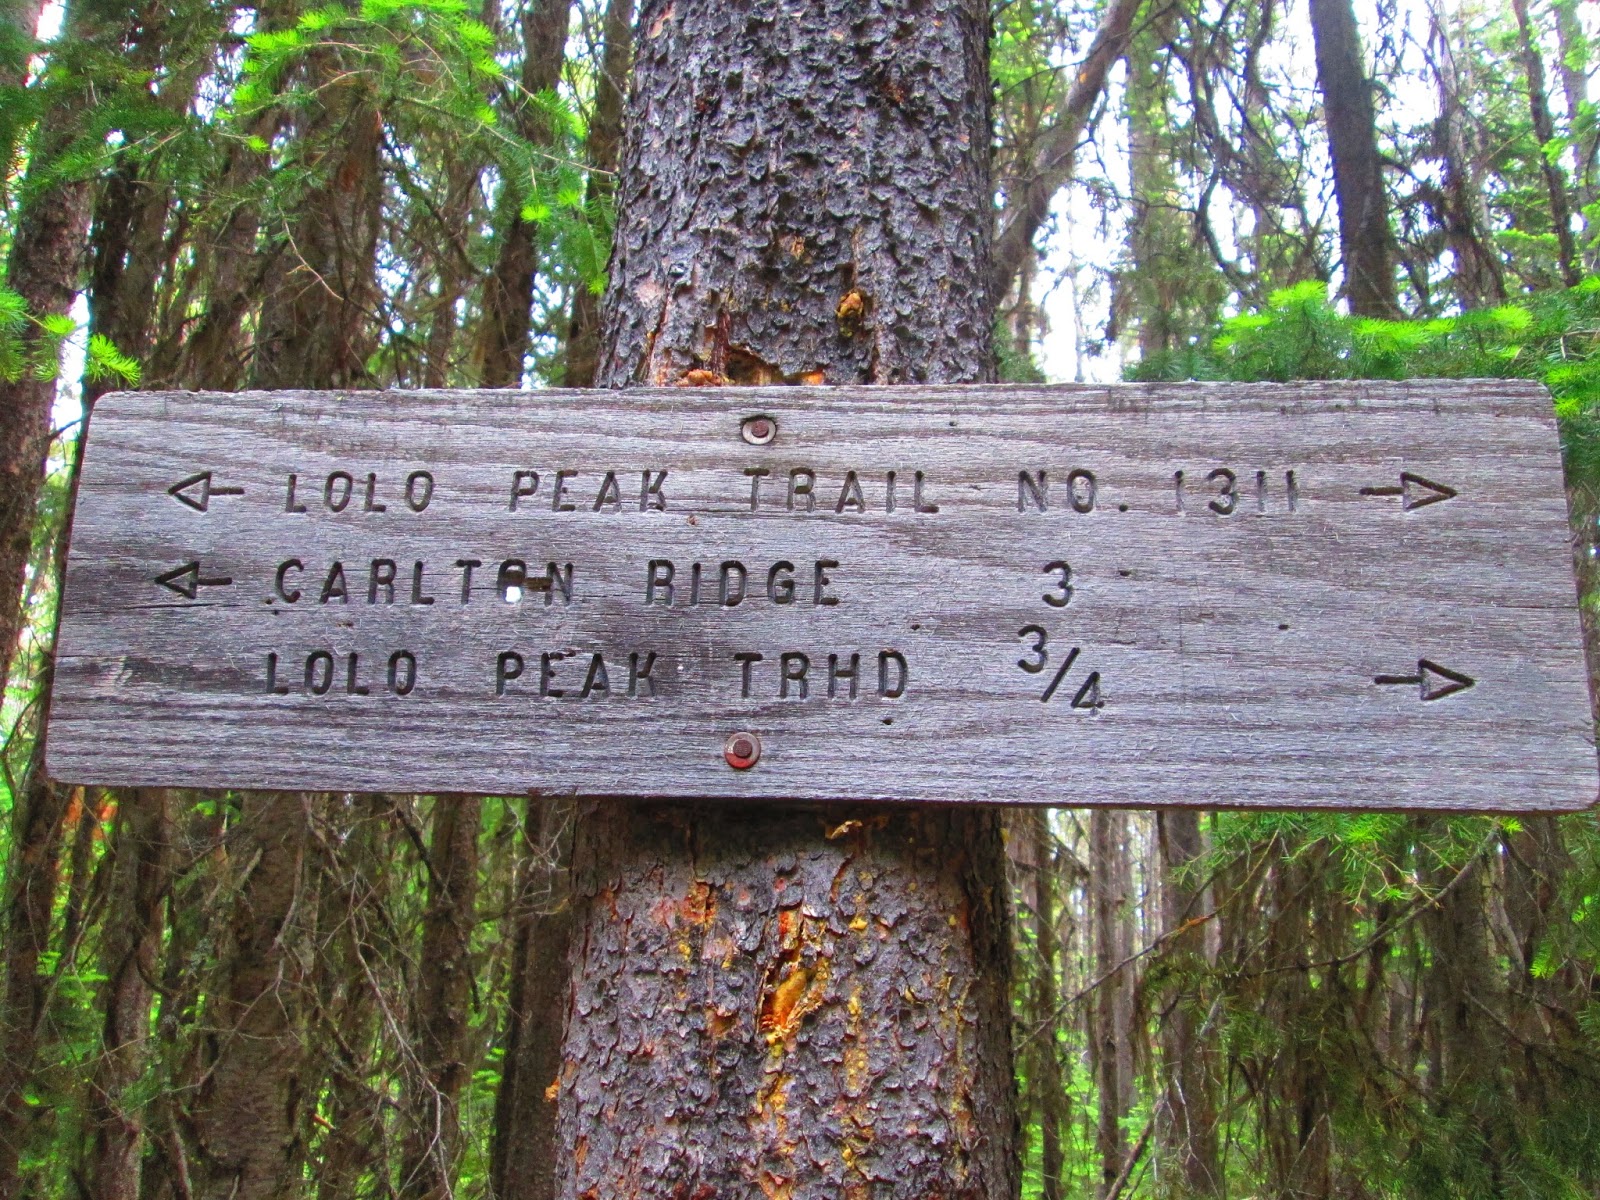 ← LOLO PEAK TRAIL NO. 1311 →
← CARLTON RIDGE 3
LOLO PEAK TRHD 3/4 →